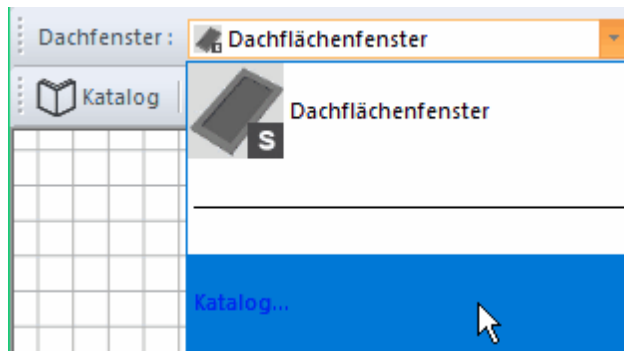 Dachfenster : Dachflächenfenster
Katalog
Dachflächenfenster
S
Katalog...